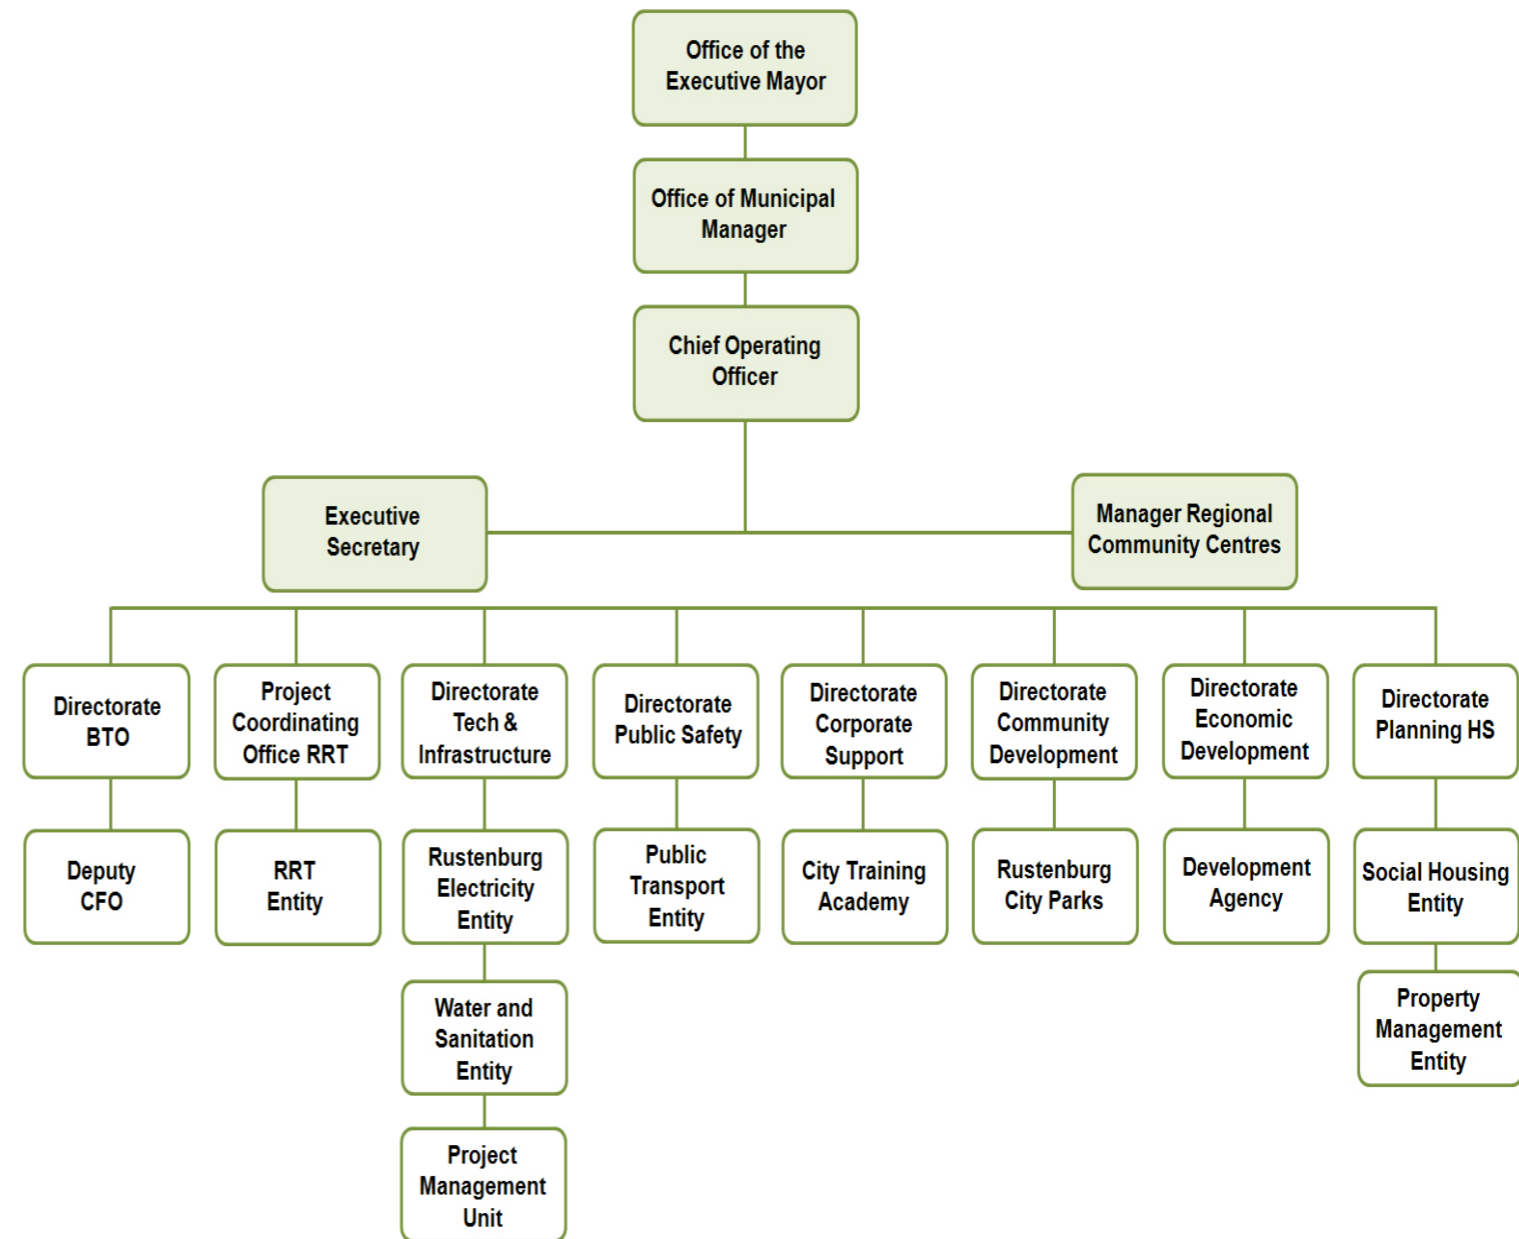 Office of the
Executive Mayor
Office of Municipal
Manager
Chief Operating
Officer
Executive
Secretary
Manager Regional
Community Centres
Directorate
BTO
Project
Coordinating
Office RRT
Directorate
Tech &
Infrastructure
Directorate
Public Safety
Directorate
Corporate
Support
Directorate
Community
Development
Directorate
Economic
Development
Directorate
Planning HS
Deputy
CFO
RRT
Entity
Rustenburg
Electricity
Entity
Public
Transport
Entity
City Training
Academy
Rustenburg
City Parks
Development
Agency
Social Housing
Entity
Water and
Sanitation
Entity
Property
Management
Entity
Project
Management
Unit